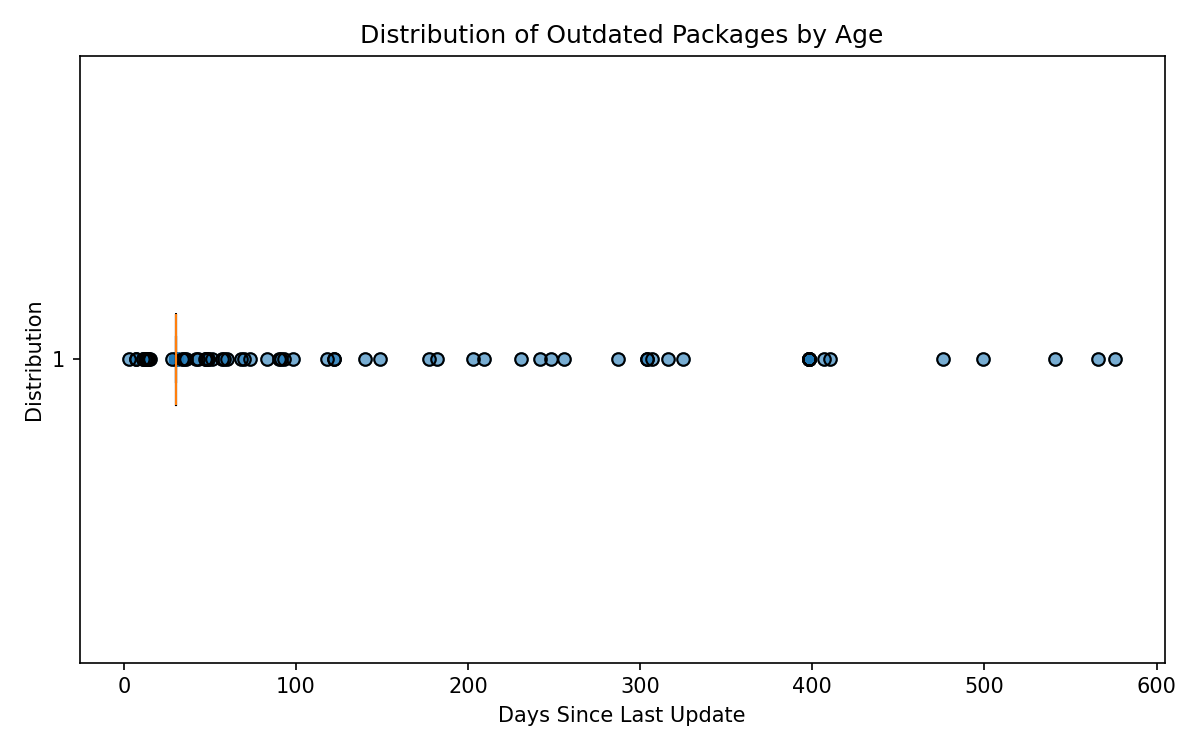 Distribution of Outdated Packages by Age
Distribution
1
0 100 200 300 400 500 600
Days Since Last Update